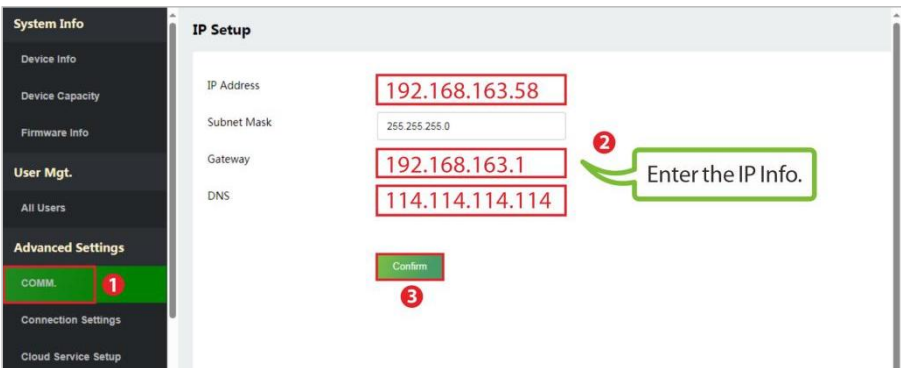 System Info
Device Info
Device Capacity
Firmware Info
User Mgt.
All Users
Advanced Settings
COMM.
1
Connection Settings
Cloud Service Setup
IP Setup
IP Address
192.168.163.58
Subnet Mask
255.255.255.0
Gateway
192.168.163.1
DNS
114.114.114.114
2
Enter the IP Info.
Confirm
3